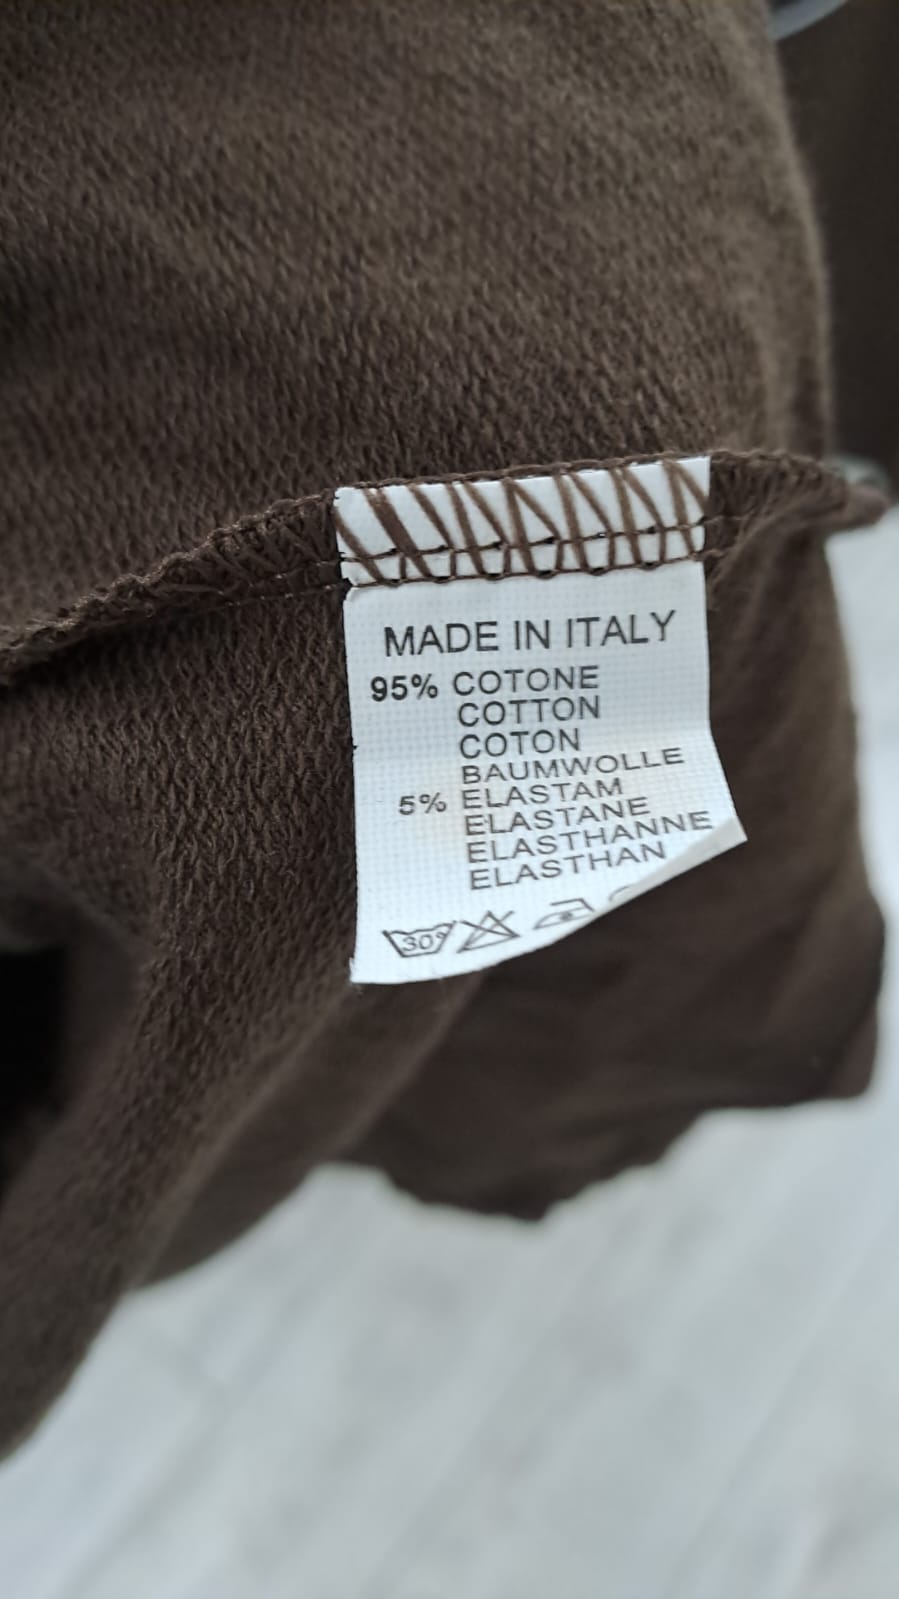 MADE IN ITALY
95% COTONE
COTTON
COTON
BAUMWOLLE
5% ELASTAM
ELASTANE
ELASTHANNE
ELASTHAN
30°